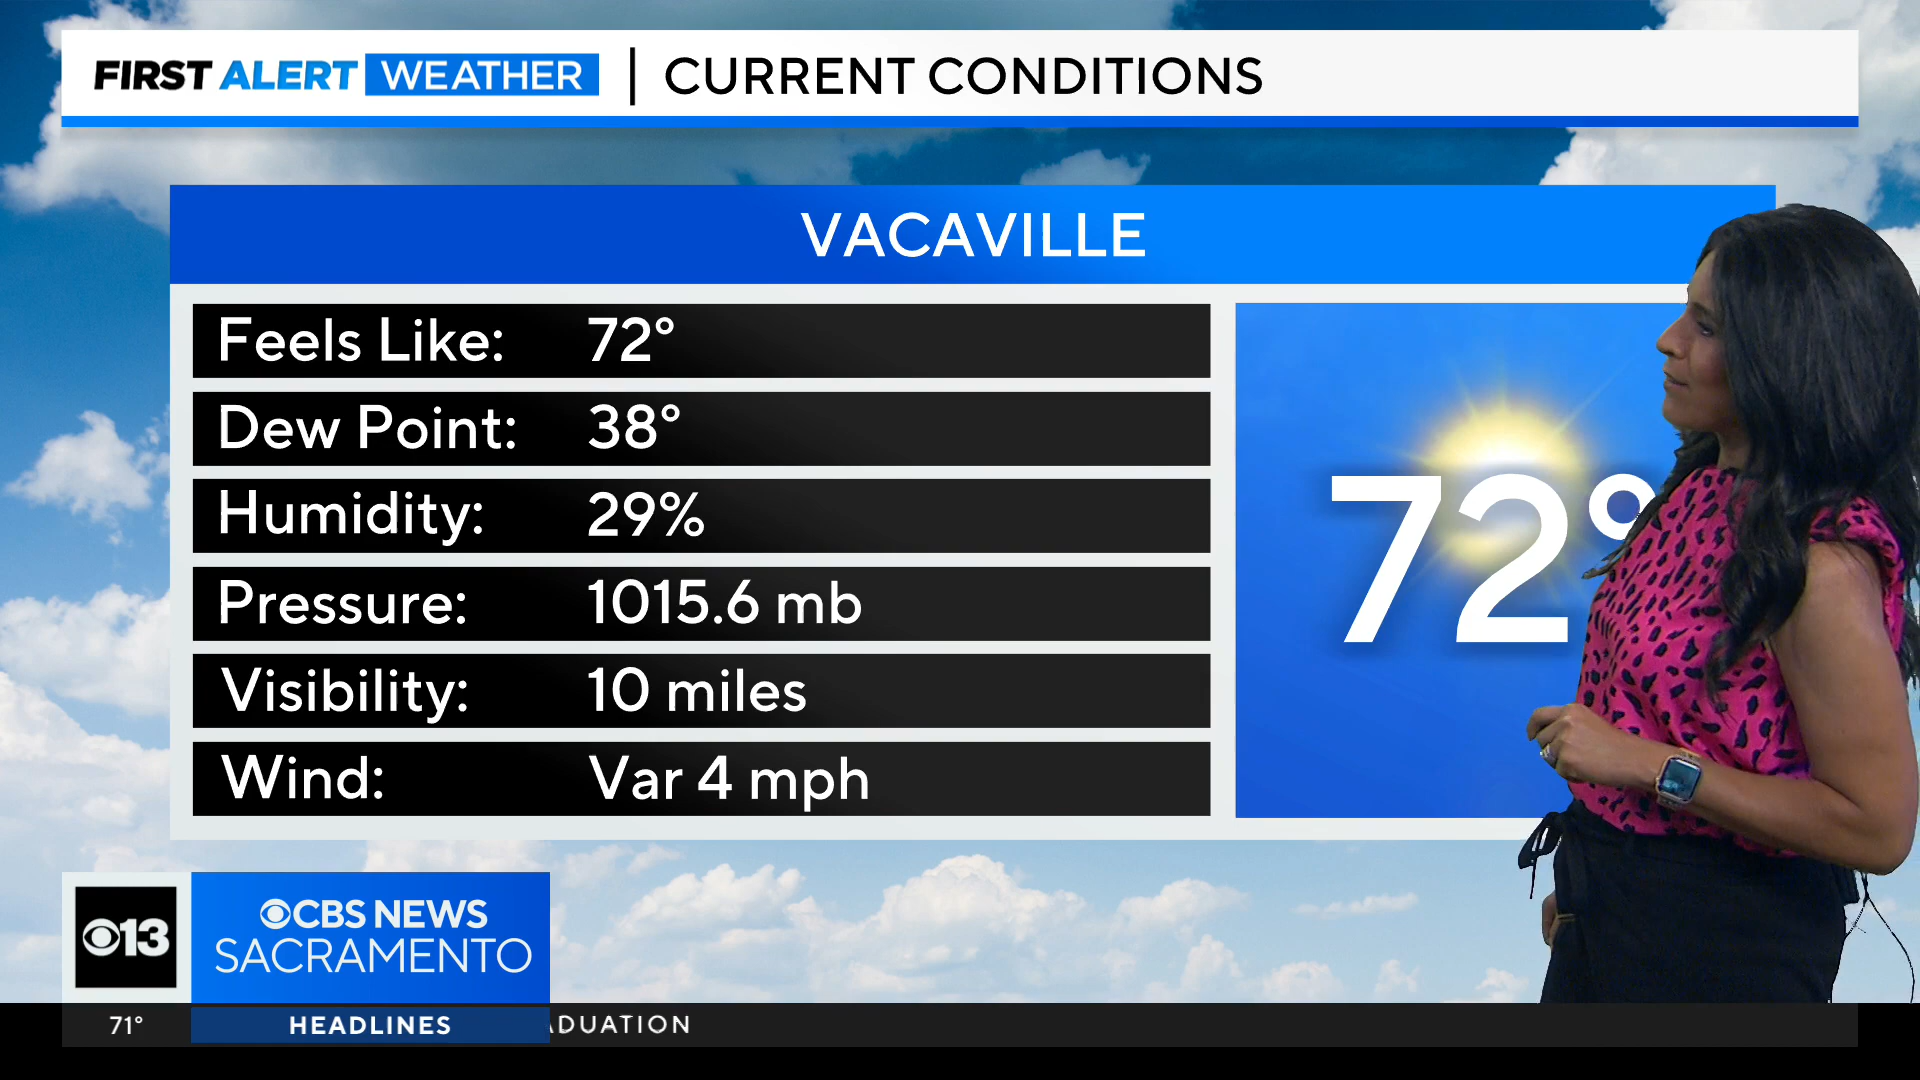 FIRST ALERT WEATHER | CURRENT CONDITIONS
VACAVILLE
Feels Like: 72°
Dew Point: 38°
Humidity: 29%
Pressure: 1015.6 mb
Visibility: 10 miles
Wind: Var 4 mph
72°
13
CBS NEWS
SACRAMENTO
71° HEADLINES ADUATION